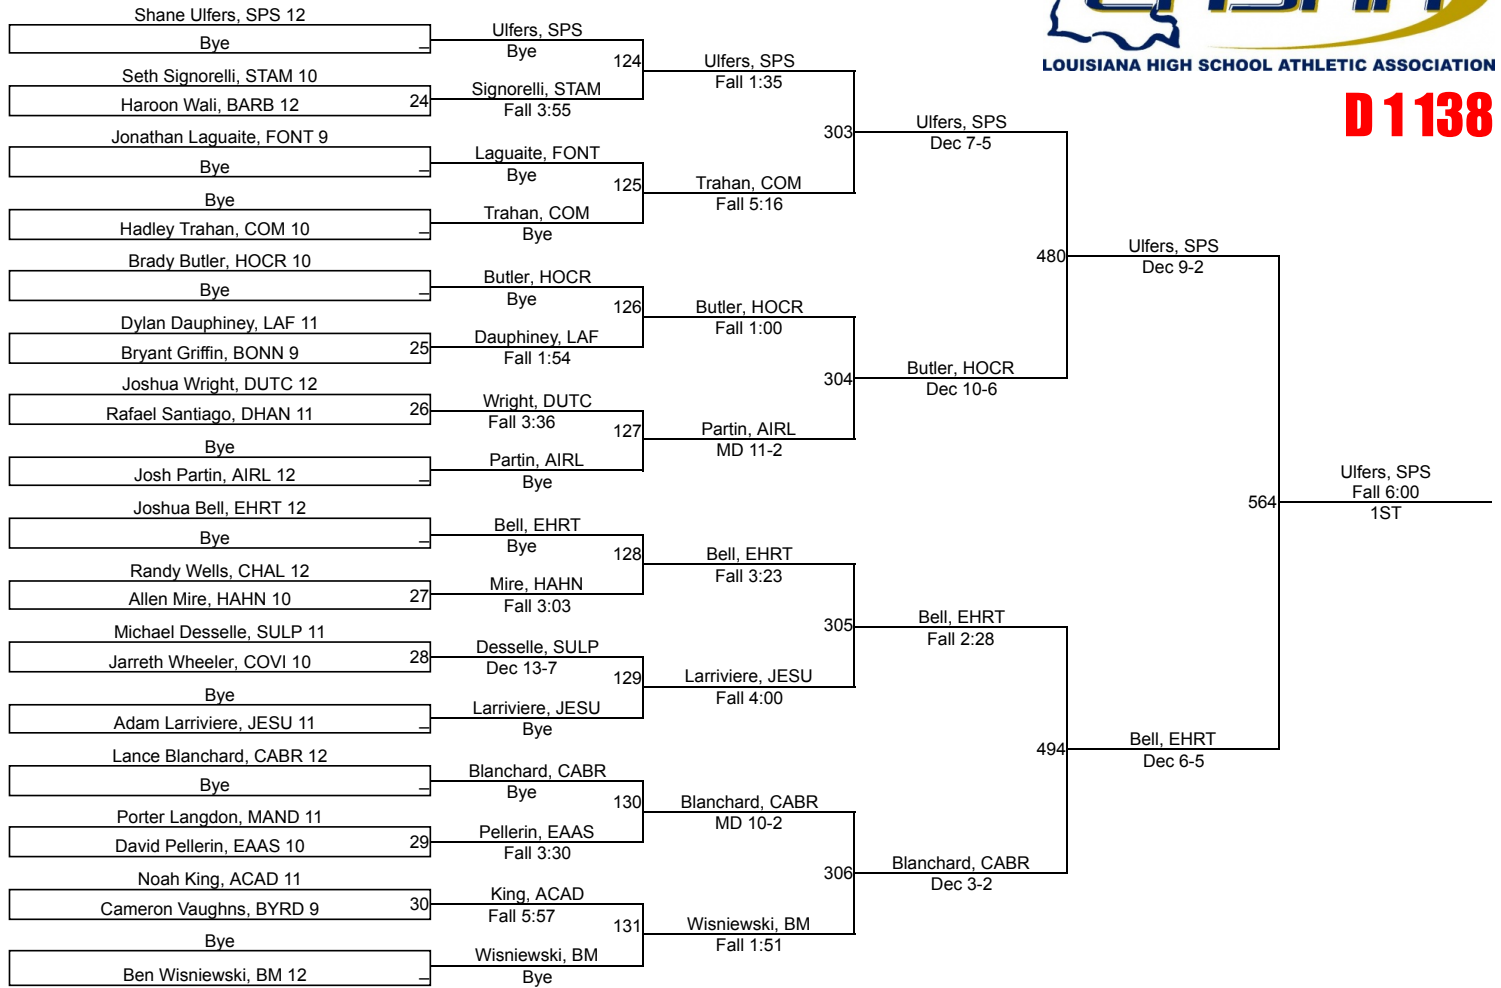 LHSAA
LOUISIANA HIGH SCHOOL ATHLETIC ASSOCIATION
D 1 138
Shane Ulfers, SPS 12
Bye
_
Seth Signorelli, STAM 10
Haroon Wali, BARB 12
24
Jonathan Laguaite, FONT 9
Bye
_
Bye
Hadley Trahan, COM 10
_
Brady Butler, HOCR 10
Bye
_
Dylan Dauphiney, LAF 11
Bryant Griffin, BONN 9
25
Joshua Wright, DUTC 12
Rafael Santiago, DHAN 11
26
Bye
Josh Partin, AIRL 12
_
Joshua Bell, EHRT 12
Bye
_
Randy Wells, CHAL 12
Allen Mire, HAHN 10
27
Michael Desselle, SULP 11
Jarreth Wheeler, COVI 10
28
Bye
Adam Larriviere, JESU 11
_
Lance Blanchard, CABR 12
Bye
_
Porter Langdon, MAND 11
David Pellerin, EAAS 10
29
Noah King, ACAD 11
Cameron Vaughns, BYRD 9
30
Bye
Ben Wisniewski, BM 12
_
Ulfers, SPS
Bye
124
Signorelli, STAM
Fall 3:55
Laguaite, FONT
Bye
125
Trahan, COM
Bye
Butler, HOCR
Bye
126
Dauphiney, LAF
Fall 1:54
Wright, DUTC
Fall 3:36
127
Partin, AIRL
Bye
Bell, EHRT
Bye
128
Mire, HAHN
Fall 3:03
Desselle, SULP
Dec 13-7
129
Larriviere, JESU
Bye
Blanchard, CABR
Bye
130
Pellerin, EAAS
Fall 3:30
King, ACAD
Fall 5:57
131
Wisniewski, BM
Bye
Ulfers, SPS
Fall 1:35
303
Trahan, COM
Fall 5:16
Butler, HOCR
Fall 1:00
304
Partin, AIRL
MD 11-2
Bell, EHRT
Fall 3:23
305
Larriviere, JESU
Fall 4:00
Blanchard, CABR
MD 10-2
306
Wisniewski, BM
Fall 1:51
Ulfers, SPS
Dec 7-5
480
Butler, HOCR
Dec 10-6
Bell, EHRT
Fall 2:28
494
Blanchard, CABR
Dec 3-2
Ulfers, SPS
Dec 9-2
564
Bell, EHRT
Dec 6-5
Ulfers, SPS
Fall 6:00
1ST